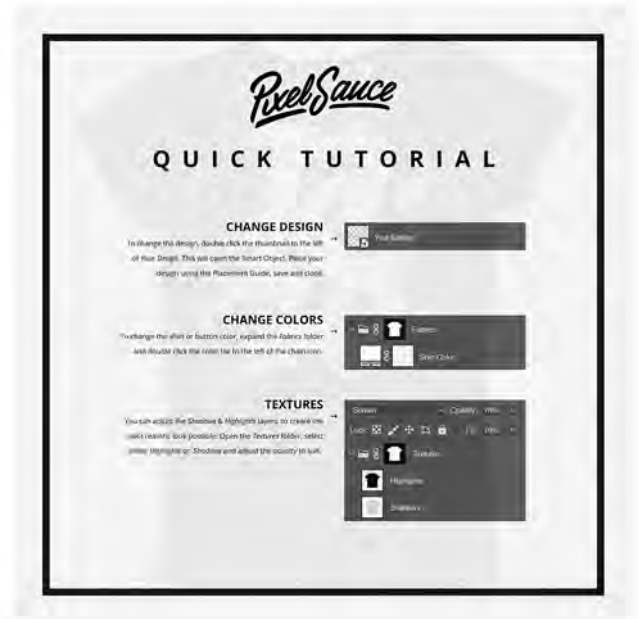 PixelSauce
QUICK TUTORIAL
CHANGE DESIGN
To change the design, double click the thumbnail to the left
of Your Design. This will open the Smart Object. Place your
design using the Placement Guide, save and close.
→
Your Design
CHANGE COLORS
To change the shirt or button color, expand the Fabrics folder
and double click the color tile to the left of the chain icon.
→
Fabrics
Shirt Color
TEXTURES
You can adjust the Shadows & Highlights layers, to create the
most realistic look possible. Open the Textures folder, select
either Highlights or Shadows and adjust the opacity to suit.
→
Screen
Opacity:
Lock:
Textures
Highlights
Shadows